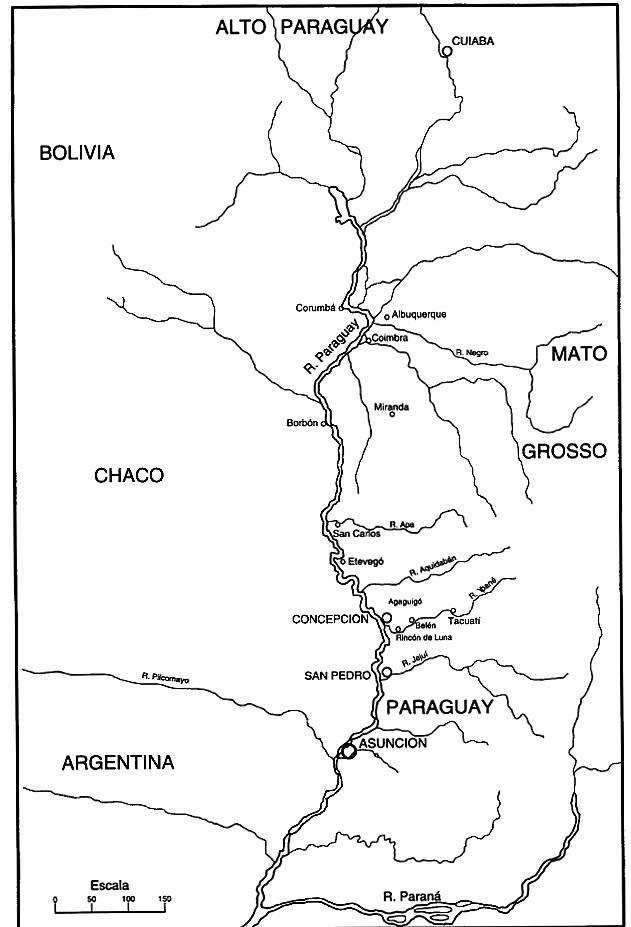 ALTO PARAGUAY
CUIABA
BOLIVIA
Corumbá
Albuquerque
R. Paraguay
Coimbra
R. Negro
MATO
Miranda
Borbón
GROSSO
CHACO
R. Apa
San Carlos
Etevegó
R. Aquidabán
R. Ypané
Agaguigó
CONCEPCION
Belén
Tacuatí
Rincón de Luna
R. Jejuí
SAN PEDRO
R. Pilcomayo
PARAGUAY
ASUNCION
ARGENTINA
Escala
0 50 100 150
R. Paraná